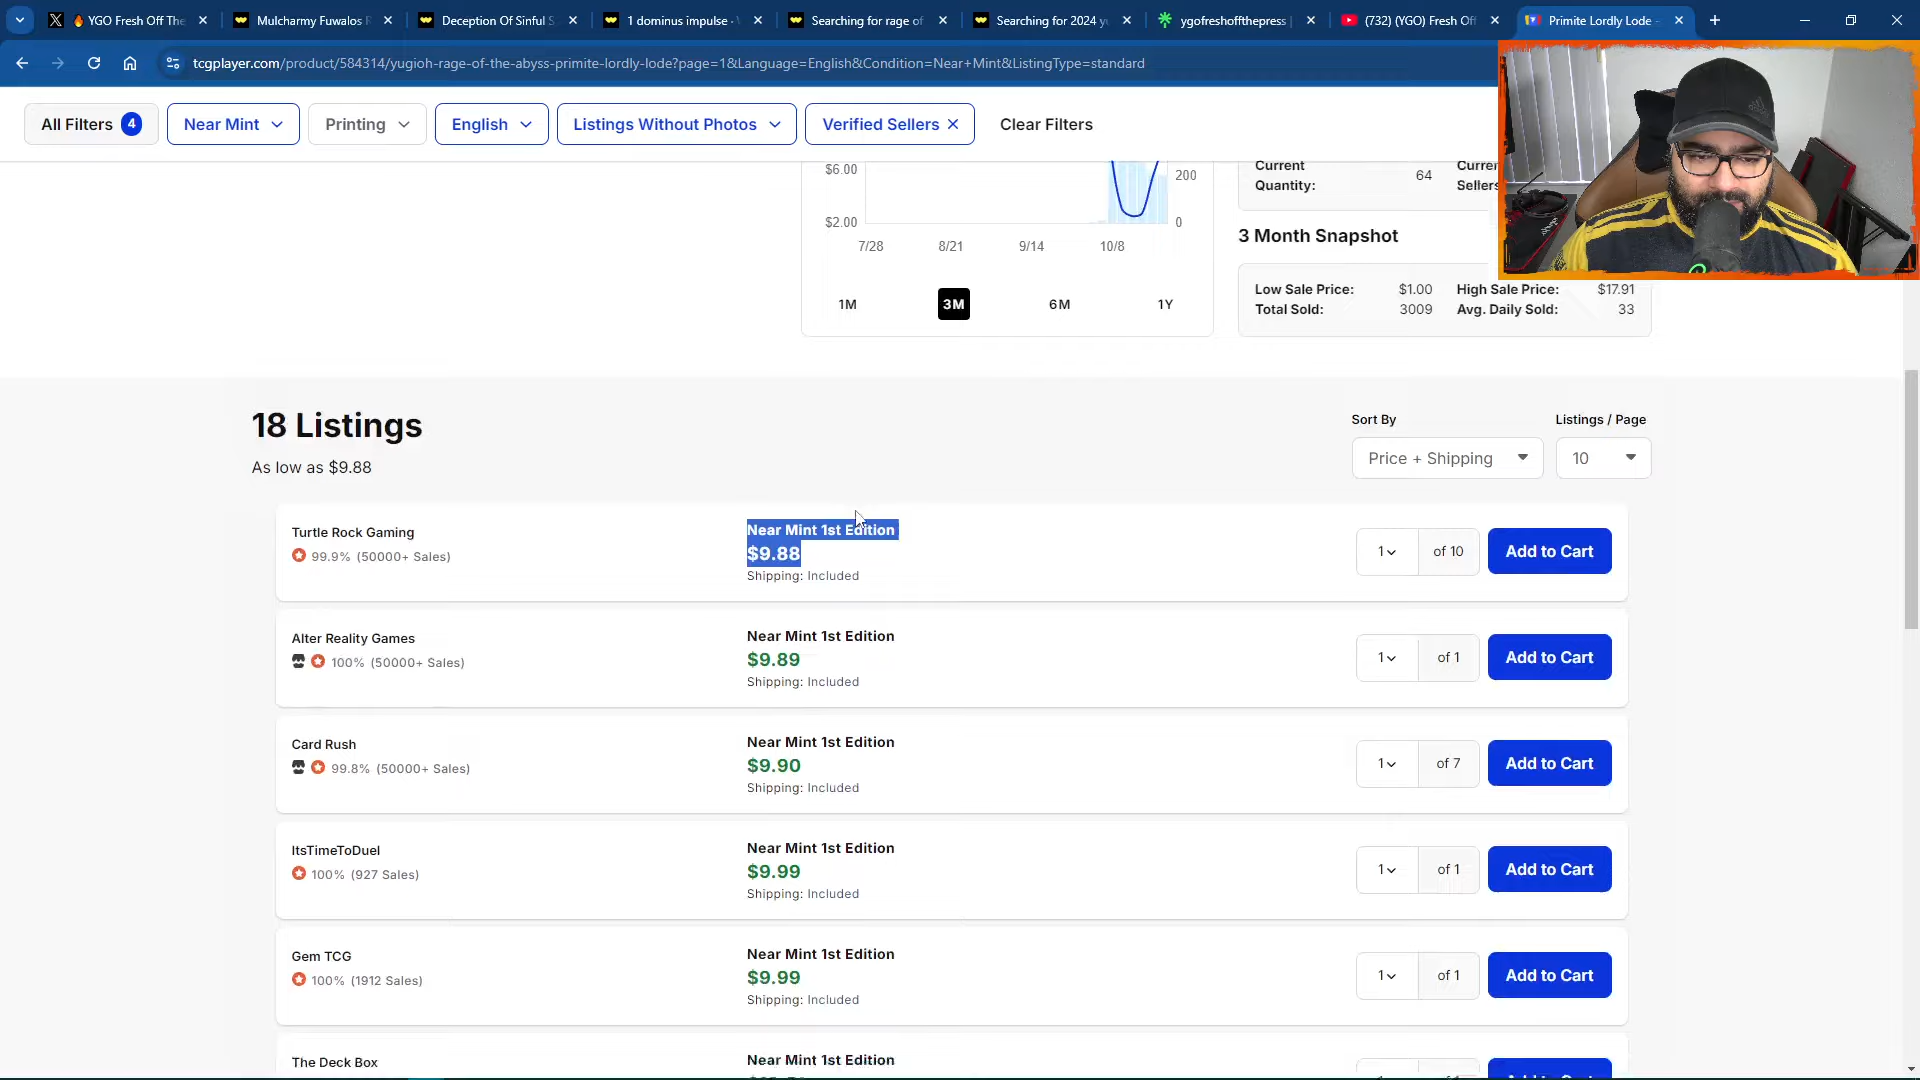 🔥 YGO Fresh Off The
Mulcharmy Fuwalos R
Deception Of Sinful S
1 dominus impulse -
Searching for rage of
Searching for 2024 yu
ygofreshoffthepress |
(732) (YGO) Fresh Off
Primite Lordly Lode -
tcgplayer.com/product/584314/yugioh-rage-of-the-abyss-primite-lordly-lode?page=1&Language=English&Condition=Near+Mint&ListingType=standard
All Filters 4
Near Mint
Printing
English
Listings Without Photos
Verified Sellers
Clear Filters
$6.00
200
$2.00
0
7/28 8/21 9/14 10/8
1M 3M 6M 1Y
Current Quantity: 64
Curre
Sellers
3 Month Snapshot
Low Sale Price: $1.00 High Sale Price: $17.91
Total Sold: 3009 Avg. Daily Sold: 33
18 Listings
As low as $9.88
Sort By
Price + Shipping
Listings / Page
10
Turtle Rock Gaming
99.9% (50000+ Sales)
Near Mint 1st Edition
$9.88
Shipping: Included
1 of 10 Add to Cart
Alter Reality Games
100% (50000+ Sales)
Near Mint 1st Edition
$9.89
Shipping: Included
1 of 1 Add to Cart
Card Rush
99.8% (50000+ Sales)
Near Mint 1st Edition
$9.90
Shipping: Included
1 of 7 Add to Cart
ItsTimeToDuel
100% (927 Sales)
Near Mint 1st Edition
$9.99
Shipping: Included
1 of 1 Add to Cart
Gem TCG
100% (1912 Sales)
Near Mint 1st Edition
$9.99
Shipping: Included
1 of 1 Add to Cart
The Deck Box
Near Mint 1st Edition